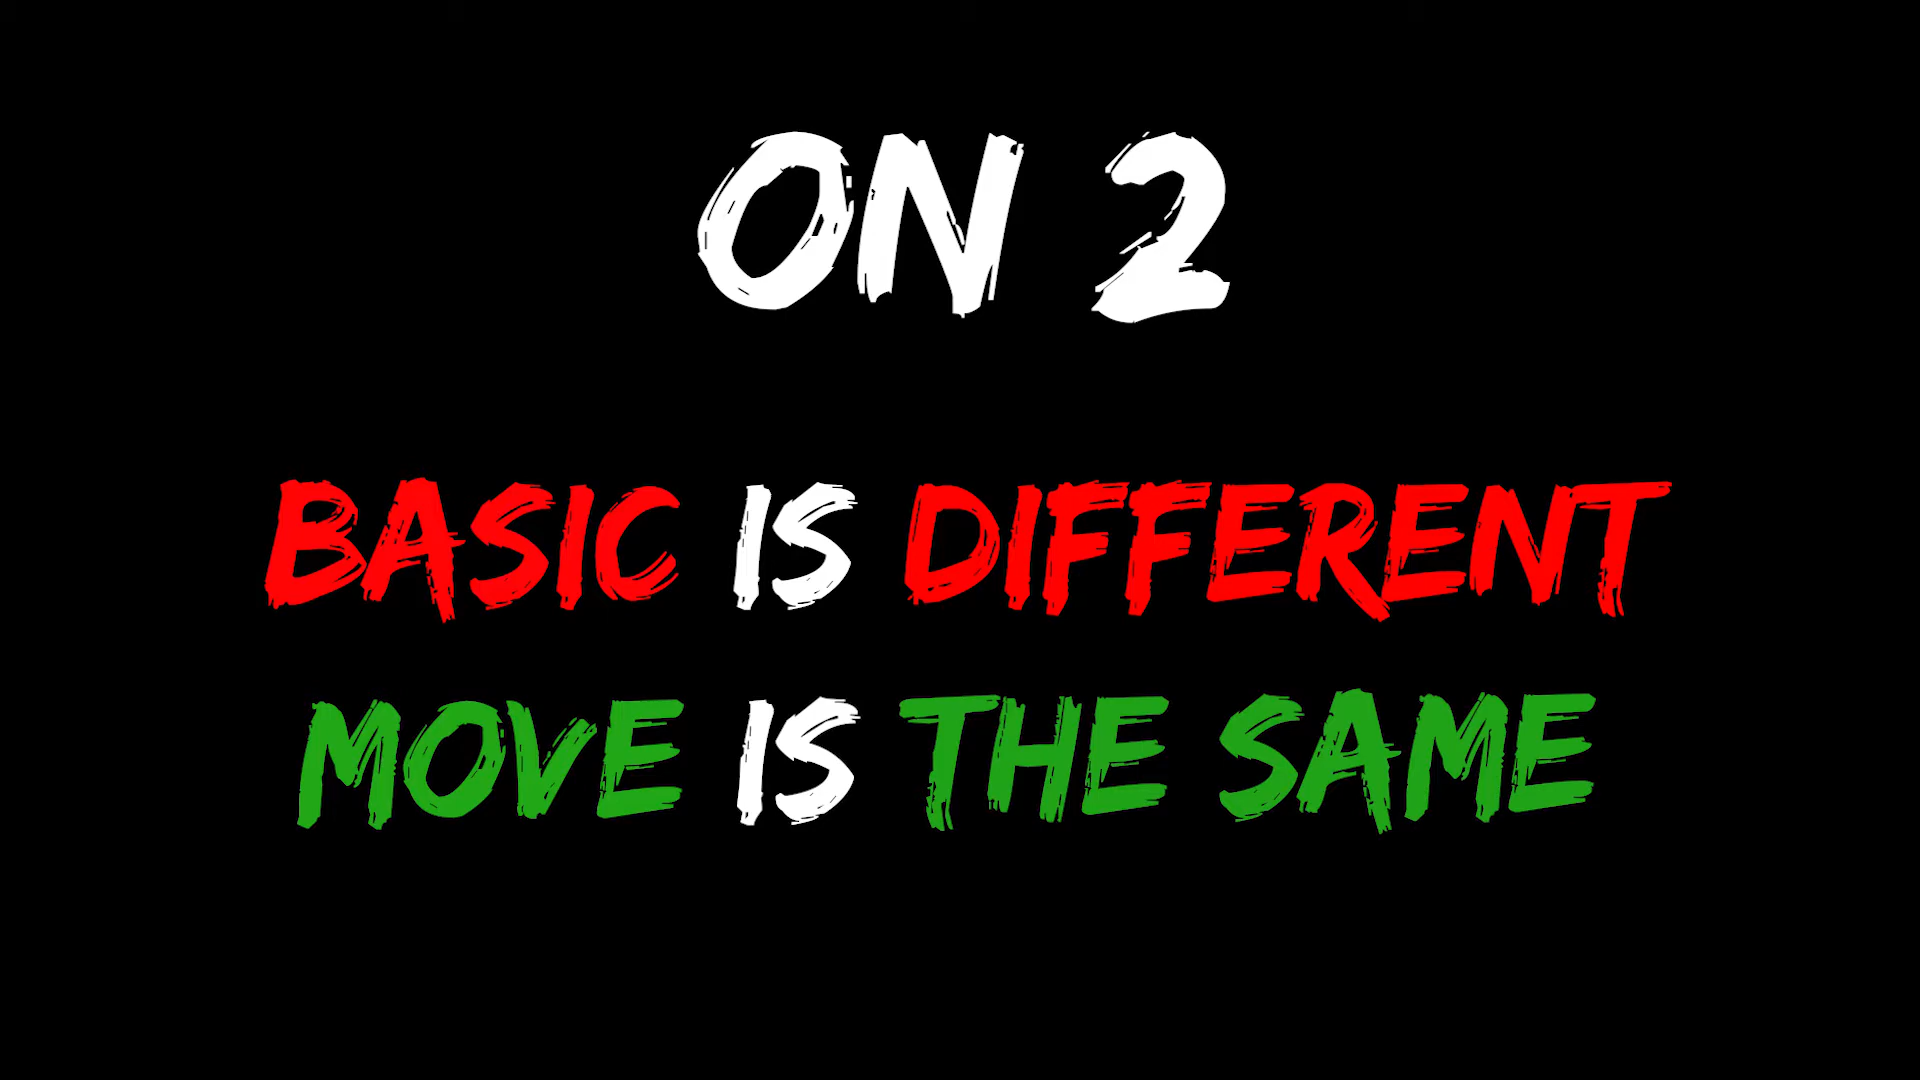 ON 2
BASIC IS DIFFERENT
MOVE IS THE SAME